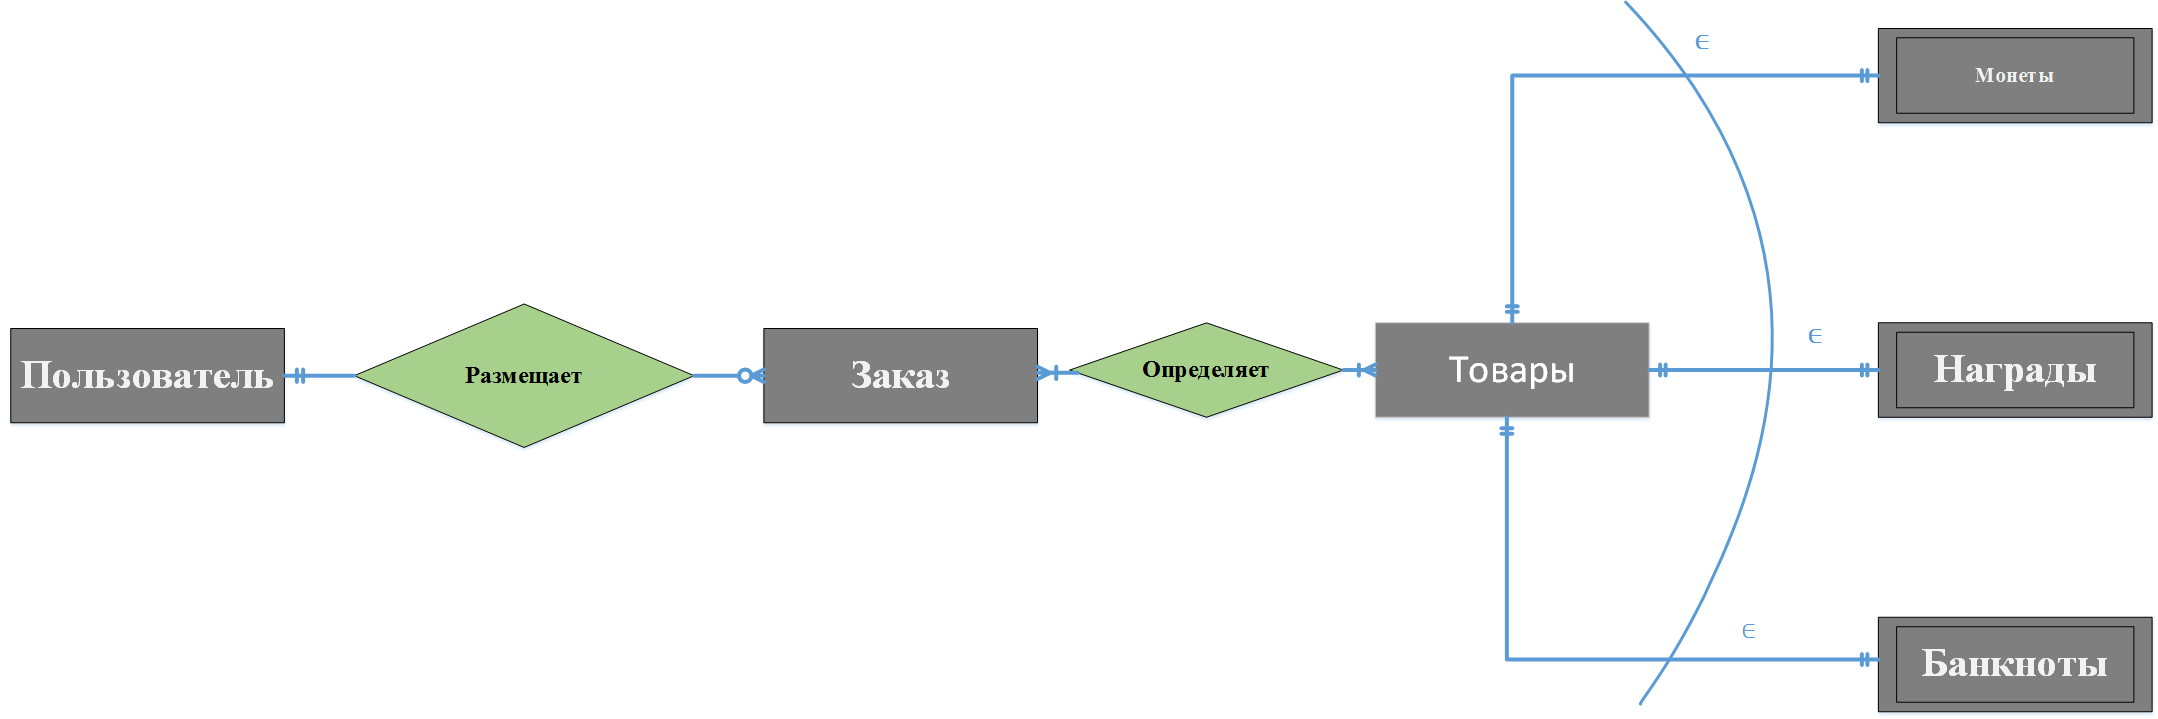 ∈
Монеты
Пользователь
Размещает
Заказ
Определяет
Товары
∈
Награды
∈
Банкноты